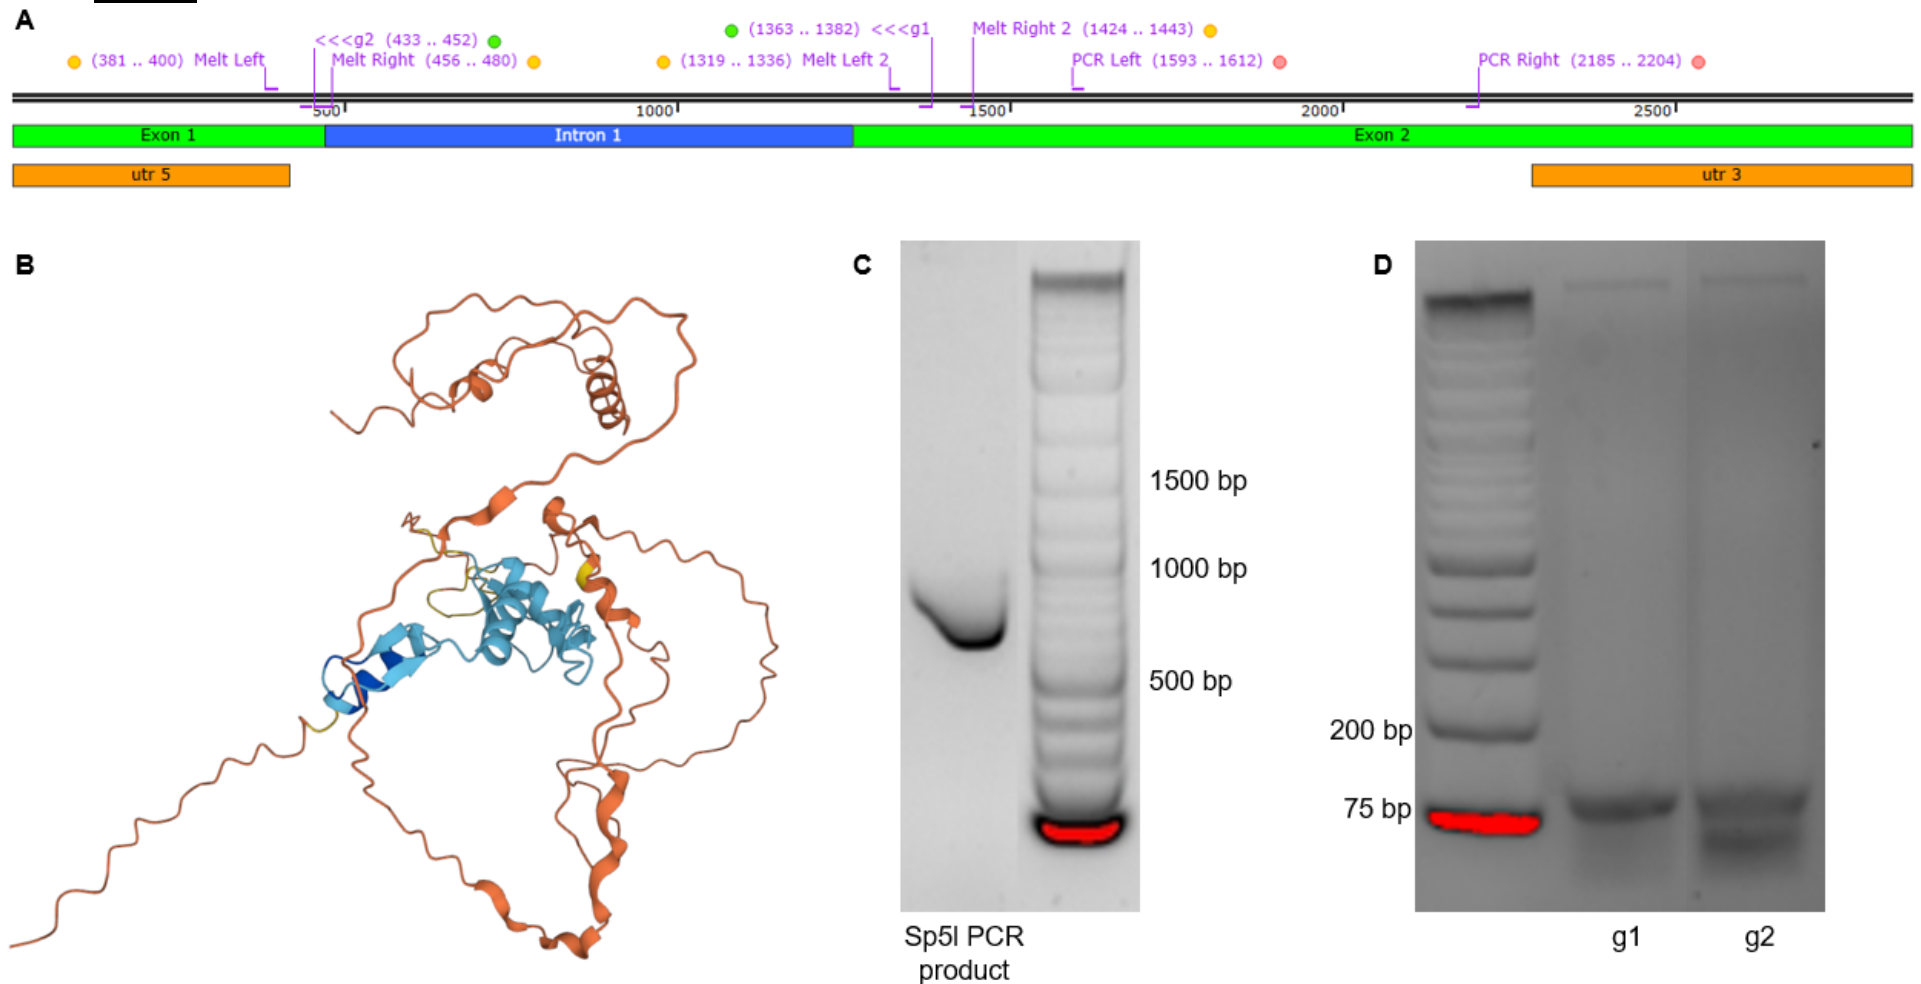 A
(1363 .. 1382) <<<g1
Melt Right 2 (1424 .. 1443)
<<<g2 (433 .. 452)
(381 .. 400) Melt Left
Melt Right (456 .. 480)
(1319 .. 1336) Melt Left 2
PCR Left (1593 .. 1612)
PCR Right (2185 .. 2204)
500
1000
1500
2000
2500
Exon 1
Intron 1
Exon 2
utr 5
utr 3
B
C
D
1500 bp
1000 bp
500 bp
200 bp
75 bp
Sp5l PCR
product
g1
g2